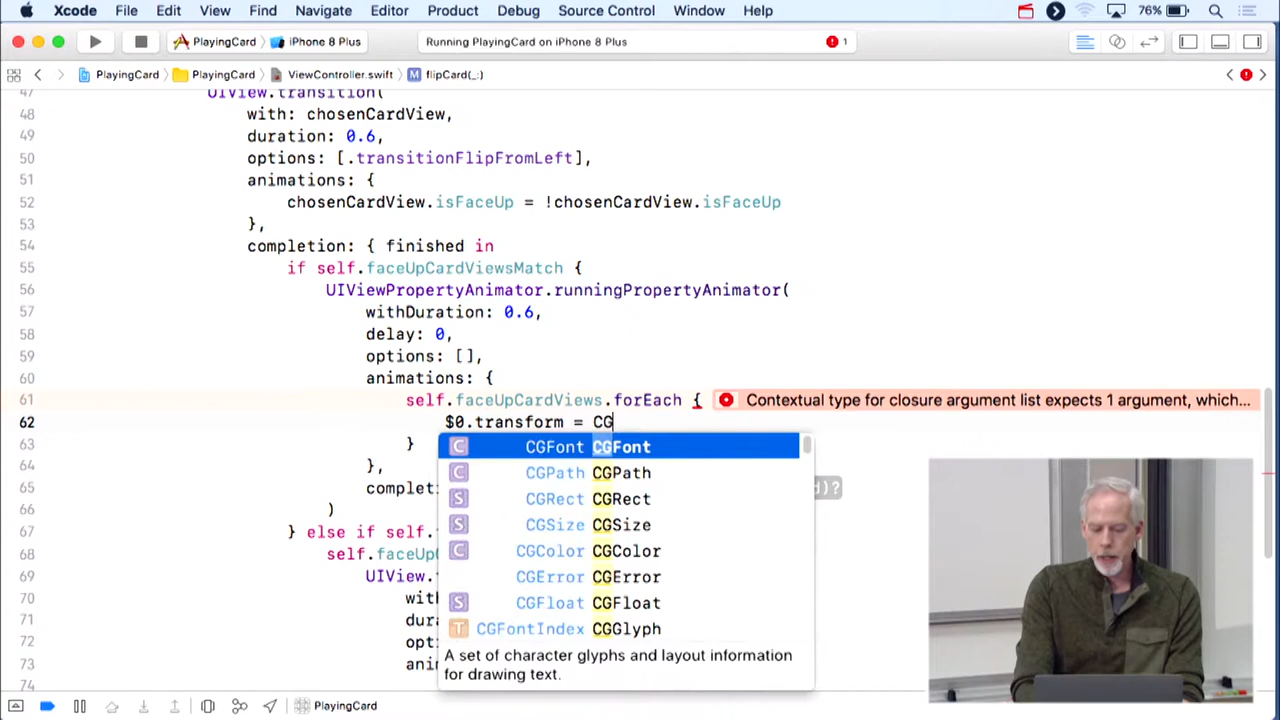 Xcode File Edit View Find Navigate Editor Product Debug Source Control Window Help 76%
PlayingCard iPhone 8 Plus Running PlayingCard on iPhone 8 Plus 1
PlayingCard PlayingCard ViewController.swift M flipCard(_:)
47 UIView.transition(
48 with: chosenCardView,
49 duration: 0.6,
50 options: [.transitionFlipFromLeft],
51 animations: {
52 chosenCardView.isFaceUp = !chosenCardView.isFaceUp
53 },
54 completion: { finished in
55 if self.faceUpCardViewsMatch {
56 UIViewPropertyAnimator.runningPropertyAnimator(
57 withDuration: 0.6,
58 delay: 0,
59 options: [],
60 animations: {
61 self.faceUpCardViews.forEach { Contextual type for closure argument list expects 1 argument, which...
62 $0.transform = CG
63 }
C CGFont CGFont
64 },
C CGPath CGPath
65 complet d)?
S CGRect CGRect
66 )
S CGSize CGSize
67 } else if self.
C CGColor CGColor
68 self.faceUp
CGError CGError
69 UIView.
S CGFloat CGFloat
70 wit
T CGFontIndex CGGlyph
71 dura
72 opt
A set of character glyphs and layout information
73 ani
for drawing text.
74
PlayingCard